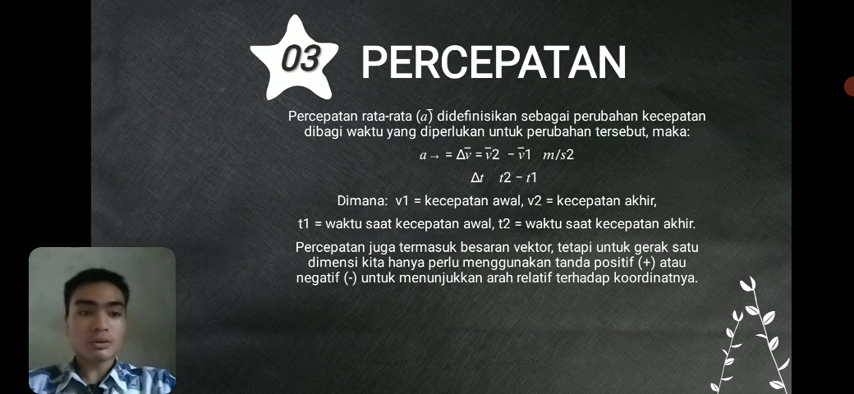 03
PERCEPATAN
Percepatan rata-rata (a̅) didefinisikan sebagai perubahan kecepatan
dibagi waktu yang diperlukan untuk perubahan tersebut, maka:
a → = Δv̅ = v̅2 − v̅1 m/s2
Δt t2 − t1
Dimana: v1 = kecepatan awal, v2 = kecepatan akhir,
t1 = waktu saat kecepatan awal, t2 = waktu saat kecepatan akhir.
Percepatan juga termasuk besaran vektor, tetapi untuk gerak satu
dimensi kita hanya perlu menggunakan tanda positif (+) atau
negatif (-) untuk menunjukkan arah relatif terhadap koordinatnya.